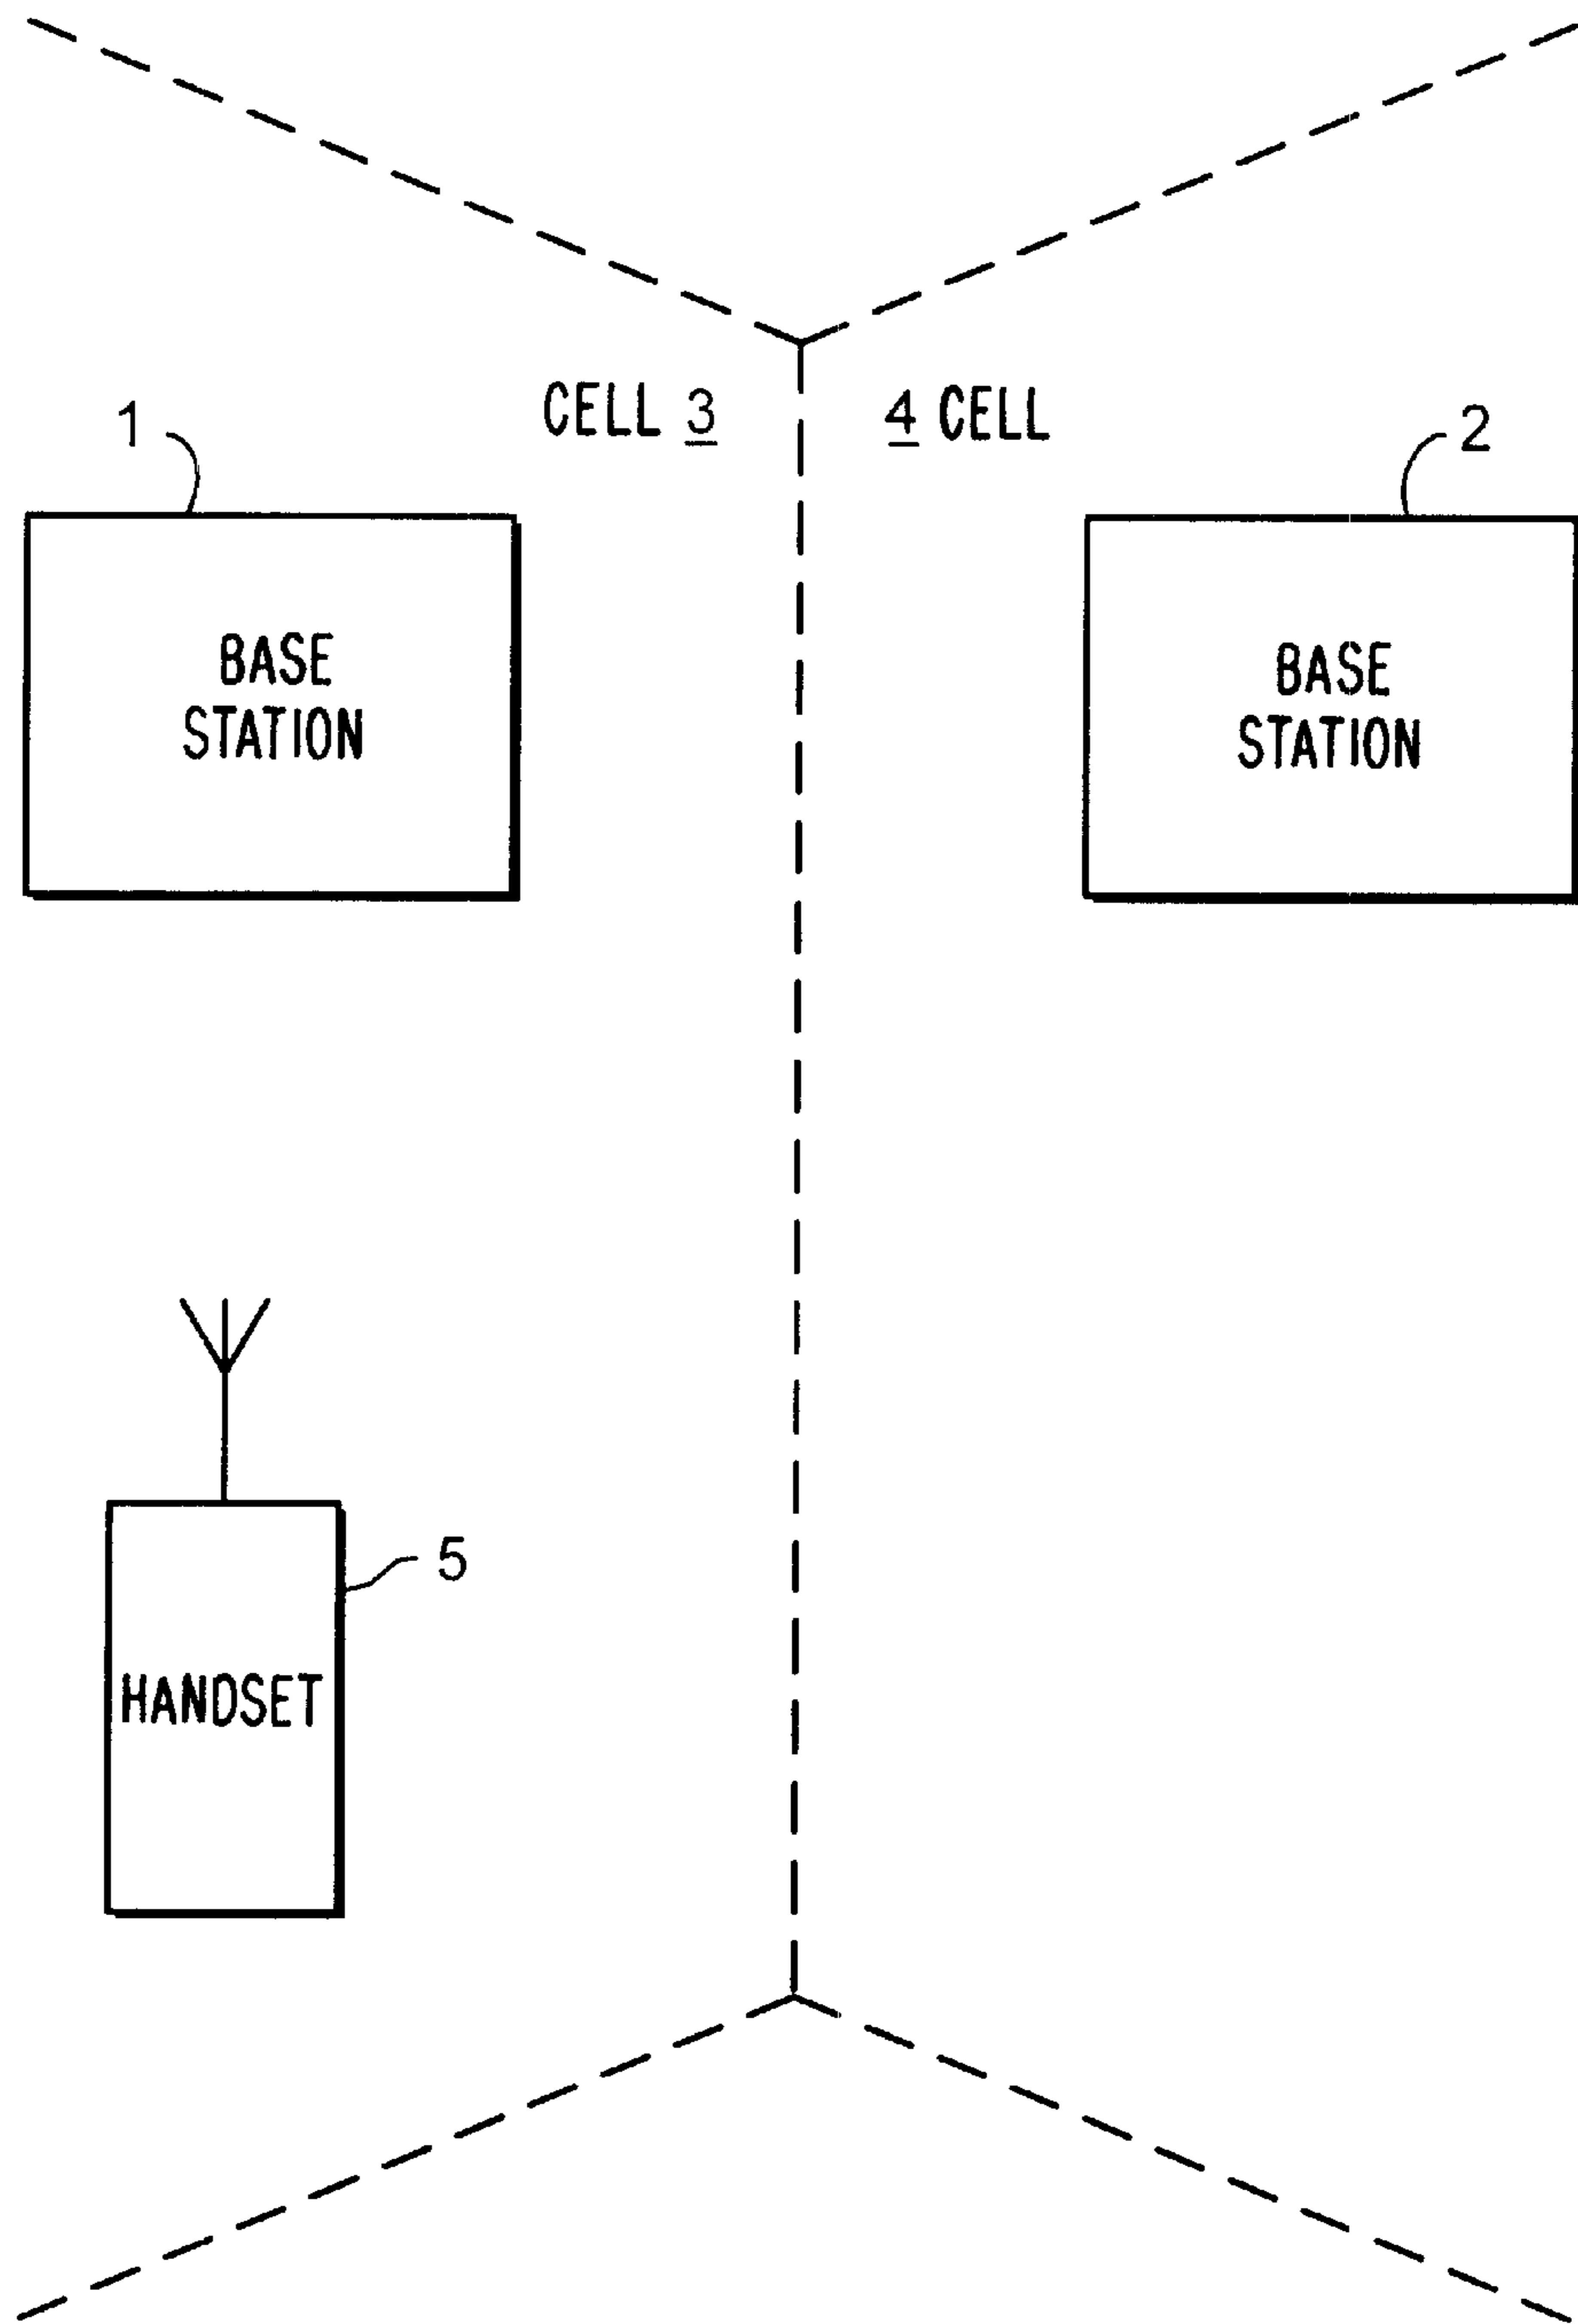 CELL 3
4 CELL
1
2
BASE
STATION
BASE
STATION
5
HANDSET